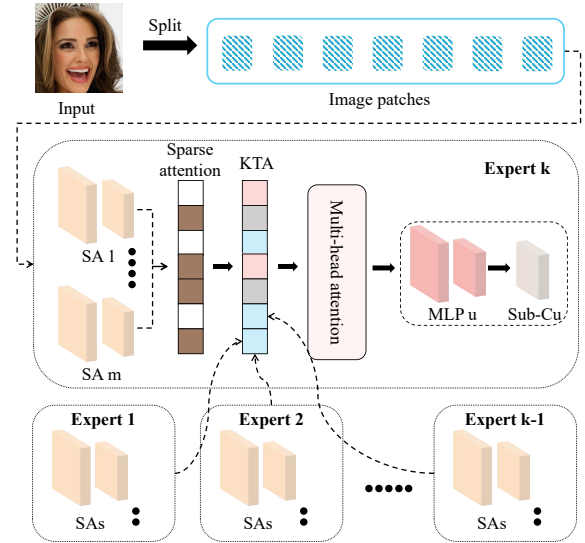 Split
Input
Image patches
Sparse
attention
KTA
Expert k
SA 1
Multi-head attention
MLP u
Sub-Cu
SA m
Expert 1
Expert 2
Expert k-1
SAs
SAs
SAs